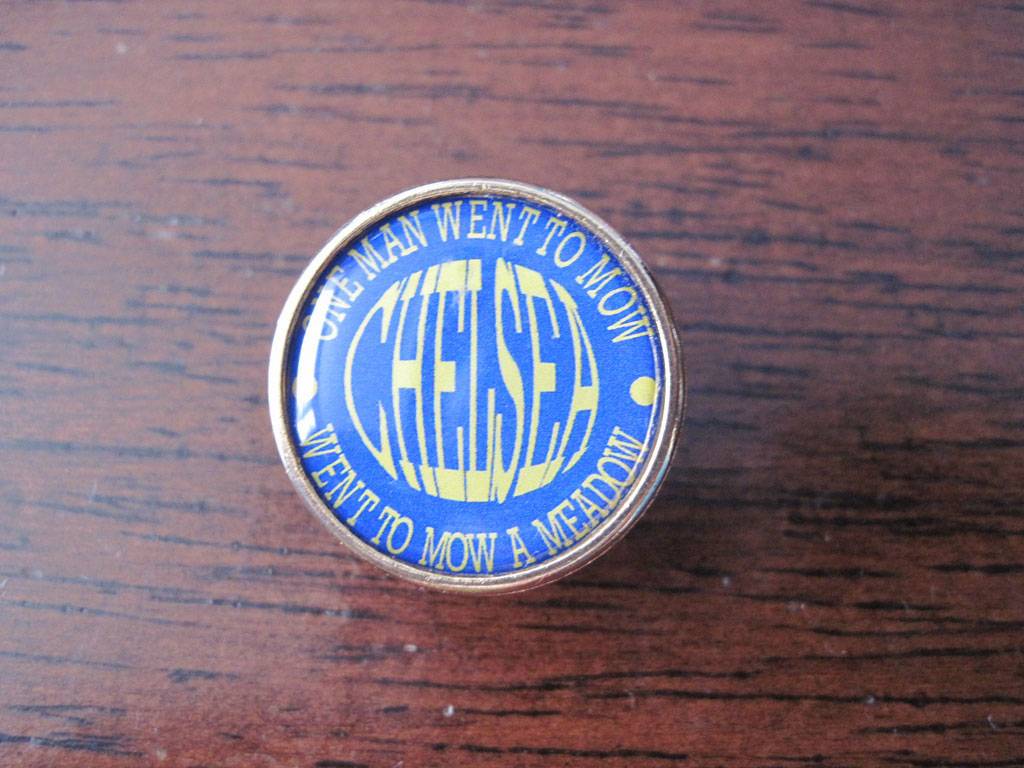 ONE MAN WENT TO MOW
CHELSEA
WENT TO MOW A MEADOW